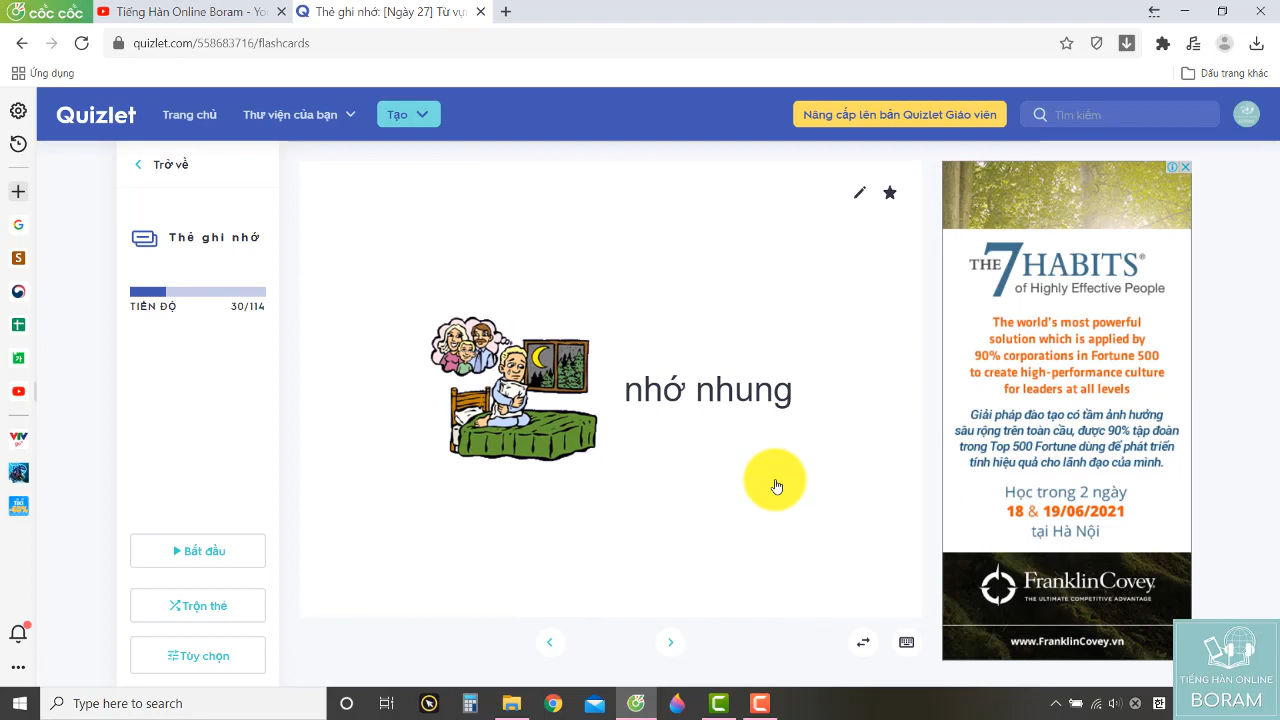 cốc cốc
Tiếng Hàn Online Boram - Yo
Thẻ ghi nhớ: [Ngày 27] Từ vự
quizlet.com/558683716/flashcards
Ứng dụng
Dấu trang khác
Quizlet
Trang chủ
Thư viện của bạn
Tạo
Nâng cấp lên bản Quizlet Giáo viên
Tìm kiếm
Trở về
Thẻ ghi nhớ
TIẾN ĐỘ
30/114
nhớ nhung
Bắt đầu
Trộn thẻ
Tùy chọn
THE 7 HABITS®
of Highly Effective People
The world's most powerful
solution which is applied by
90% corporations in Fortune 500
to create high-performance culture
for leaders at all levels
Giải pháp đào tạo có tầm ảnh hưởng
sâu rộng trên toàn cầu, được 90% tập đoàn
trong Top 500 Fortune dùng để phát triển
tính hiệu quả cho lãnh đạo của mình.
Học trong 2 ngày
18 & 19/06/2021
tại Hà Nội
FranklinCovey
THE ULTIMATE COMPETITIVE ADVANTAGE
www.FranklinCovey.vn
TIẾNG HÀN ONLINE
BORAM
Type here to search